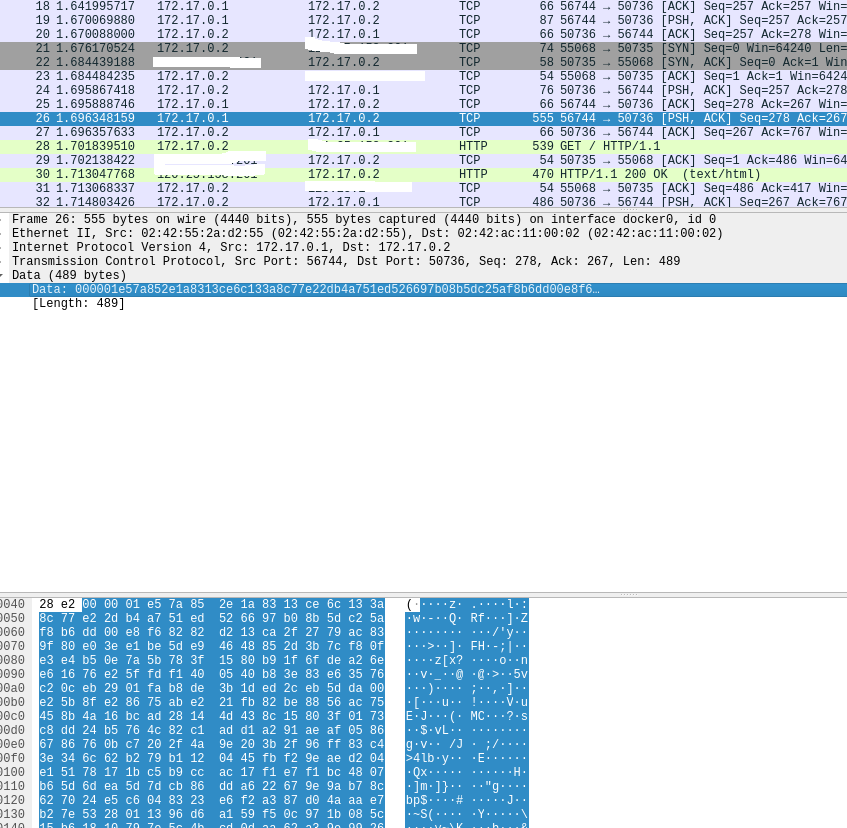 18 1.641995717 172.17.0.1 172.17.0.2 TCP 66 56744 → 50736 [ACK] Seq=257 Ack=257 Win=
19 1.670069880 172.17.0.1 172.17.0.2 TCP 87 56744 → 50736 [PSH, ACK] Seq=257 Ack=257
20 1.670088000 172.17.0.2 172.17.0.1 TCP 66 50736 → 56744 [ACK] Seq=257 Ack=278 Win=
21 1.676170524 172.17.0.2 TCP 74 55068 → 50735 [SYN] Seq=0 Win=64240 Len=
22 1.684439188 172.17.0.2 TCP 58 50735 → 55068 [SYN, ACK] Seq=0 Ack=1 Win
23 1.684484235 172.17.0.2 TCP 54 55068 → 50735 [ACK] Seq=1 Ack=1 Win=6424
24 1.695867418 172.17.0.2 172.17.0.1 TCP 76 50736 → 56744 [PSH, ACK] Seq=257 Ack=278
25 1.695888746 172.17.0.1 172.17.0.2 TCP 66 56744 → 50736 [ACK] Seq=278 Ack=267 Win=
26 1.696348159 172.17.0.1 172.17.0.2 TCP 555 56744 → 50736 [PSH, ACK] Seq=278 Ack=267
27 1.696357633 172.17.0.2 172.17.0.1 TCP 66 50736 → 56744 [ACK] Seq=267 Ack=767 Win=
28 1.701839510 172.17.0.2 HTTP 539 GET / HTTP/1.1
29 1.702138422 172.17.0.2 TCP 54 50735 → 55068 [ACK] Seq=1 Ack=486 Win=64
30 1.713047768 172.17.0.2 HTTP 470 HTTP/1.1 200 OK (text/html)
31 1.713068337 172.17.0.2 TCP 54 55068 → 50735 [ACK] Seq=486 Ack=417 Win=
32 1.714803426 172.17.0.2 172.17.0.1 TCP 486 50736 → 56744 [PSH, ACK] Seq=267 Ack=767
Frame 26: 555 bytes on wire (4440 bits), 555 bytes captured (4440 bits) on interface docker0, id 0
Ethernet II, Src: 02:42:55:2a:d2:55 (02:42:55:2a:d2:55), Dst: 02:42:ac:11:00:02 (02:42:ac:11:00:02)
Internet Protocol Version 4, Src: 172.17.0.1, Dst: 172.17.0.2
Transmission Control Protocol, Src Port: 56744, Dst Port: 50736, Seq: 278, Ack: 267, Len: 489
Data (489 bytes)
Data: 000001e57a852e1a8313ce6c133a8c77e22db4a751ed526697b08b5dc25af8b6dd00e8f6…
[Length: 489]
0040 28 e2 00 00 01 e5 7a 85 2e 1a 83 13 ce 6c 13 3a (·····z· .····l·:
0050 8c 77 e2 2d b4 a7 51 ed 52 66 97 b0 8b 5d c2 5a ·w·-··Q· Rf···]·Z
0060 f8 b6 dd 00 e8 f6 82 82 d2 13 ca 2f 27 79 ac 83 ········ ···/'y··
0070 9f 80 e0 3e e1 be 5d e9 46 48 85 2d 3b 7c f8 0f ···>··]· FH·-;|··
0080 e3 e4 b5 0e 7a 5b 78 3f 15 80 b9 1f 6f de a2 6e ····z[x? ····o··n
0090 e6 16 76 e2 5f fd f1 40 05 40 b8 3e 83 e6 35 76 ··v·_··@ ·@·>··5v
00a0 c2 0c eb 29 01 fa b8 de 3b 1d ed 2c eb 5d da 00 ···)···· ;··,·]··
00b0 e2 5b 8f e2 86 75 ab e2 21 fb 82 be 88 56 ac 75 ·[···u·· !····V·u
00c0 45 8b 4a 16 bc ad 28 14 4d 43 8c 15 80 3f 01 73 E·J···(· MC···?·s
00d0 c8 dd 24 b5 76 4c 82 c1 ad d1 a2 91 ae af 05 86 ··$·vL·· ········
00e0 67 86 76 0b c7 20 2f 4a 9e 20 3b 2f 96 ff 83 c4 g·v·· /J · ;/····
00f0 3e 34 6c 62 b2 79 b1 12 04 45 fb f2 9e ae d2 04 >4lb·y·· ·E······
0100 e1 51 78 17 1b c5 b9 cc ac 17 f1 e7 f1 bc 48 07 ·Qx····· ······H·
0110 b6 5d 6d ea 5d 7d cb 86 dd a6 22 67 9e 9a b7 8c ·]m·]}·· ··"g····
0120 62 70 24 e5 c6 04 83 23 e6 f2 a3 87 d0 4a aa e7 bp$····# ·····J··
0130 b2 7e 53 28 01 13 96 d6 a1 59 f5 0c 97 1b 08 5c ·~S(···· ·Y·····\